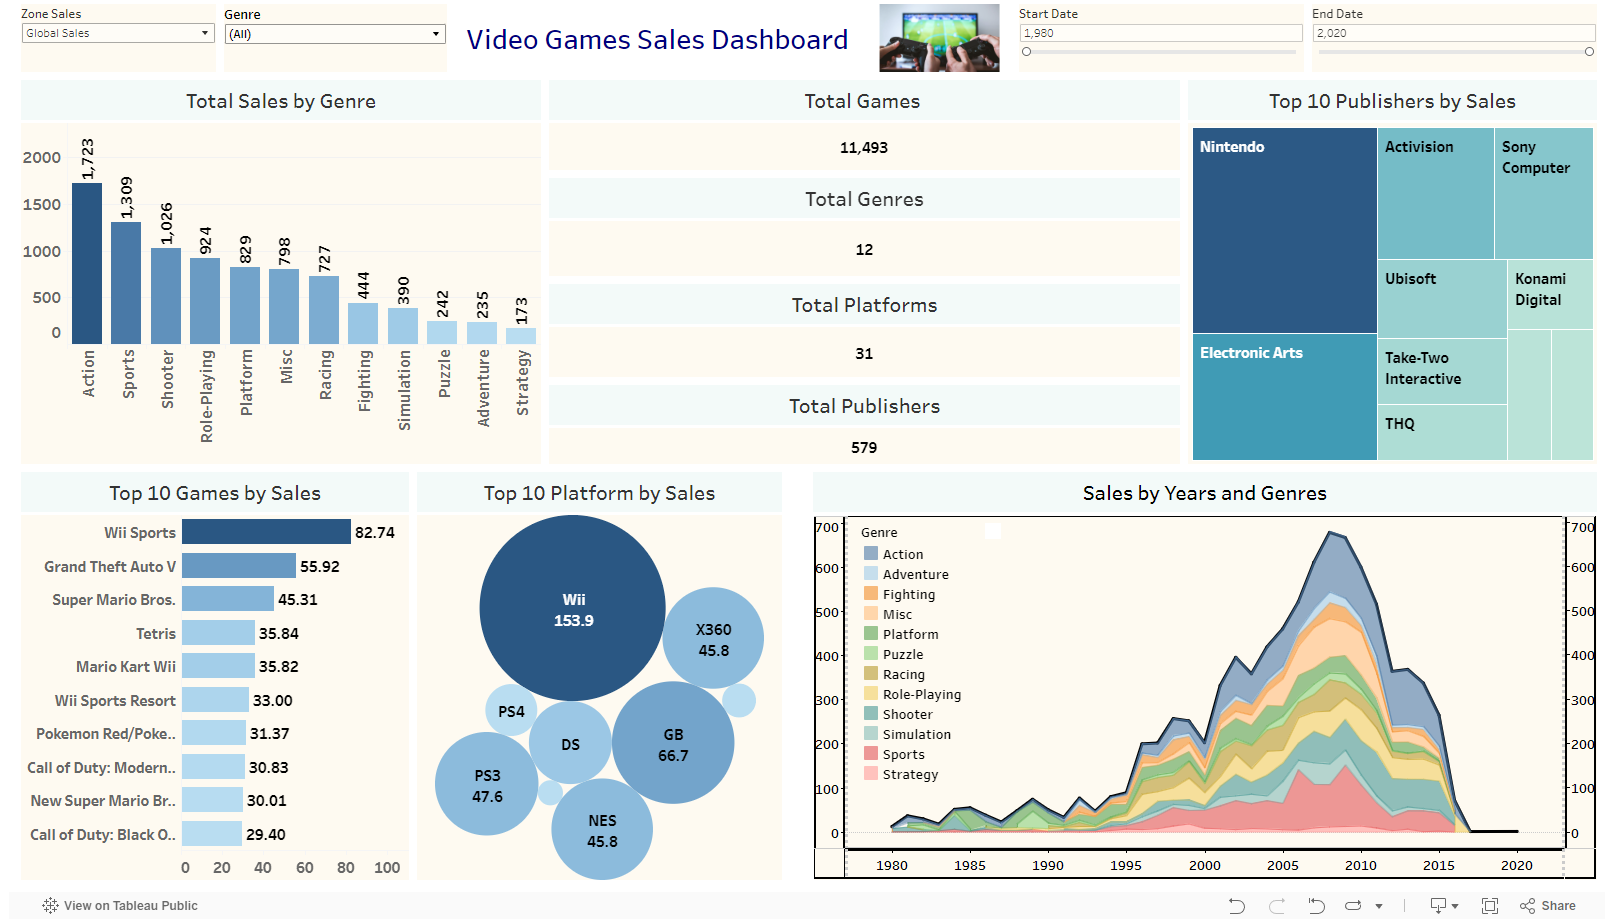 Zone Sales
Global Sales
Genre
(All)
Video Games Sales Dashboard
Start Date
1,980
End Date
2,020
Total Sales by Genre
2000
1500
1000
500
0
1,723
1,309
1,026
924
829
798
727
444
390
242
235
173
Action
Sports
Shooter
Role-Playing
Platform
Misc
Racing
Fighting
Simulation
Puzzle
Adventure
Strategy
Total Games
11,493
Total Genres
12
Total Platforms
31
Total Publishers
579
Top 10 Publishers by Sales
Nintendo
Electronic Arts
Activision
Sony
Computer
Ubisoft
Konami
Digital
Take-Two
Interactive
THQ
Top 10 Games by Sales
Wii Sports 82.74
Grand Theft Auto V 55.92
Super Mario Bros. 45.31
Tetris 35.84
Mario Kart Wii 35.82
Wii Sports Resort 33.00
Pokemon Red/Poke.. 31.37
Call of Duty: Modern.. 30.83
New Super Mario Br.. 30.01
Call of Duty: Black O.. 29.40
0 20 40 60 80 100
Top 10 Platform by Sales
Wii
153.9
X360
45.8
PS4
DS
GB
66.7
PS3
47.6
NES
45.8
Sales by Years and Genres
700
600
500
400
300
200
100
0
Genre
Action
Adventure
Fighting
Misc
Platform
Puzzle
Racing
Role-Playing
Shooter
Simulation
Sports
Strategy
700
600
500
400
300
200
100
0
1980 1985 1990 1995 2000 2005 2010 2015 2020
View on Tableau Public
Share